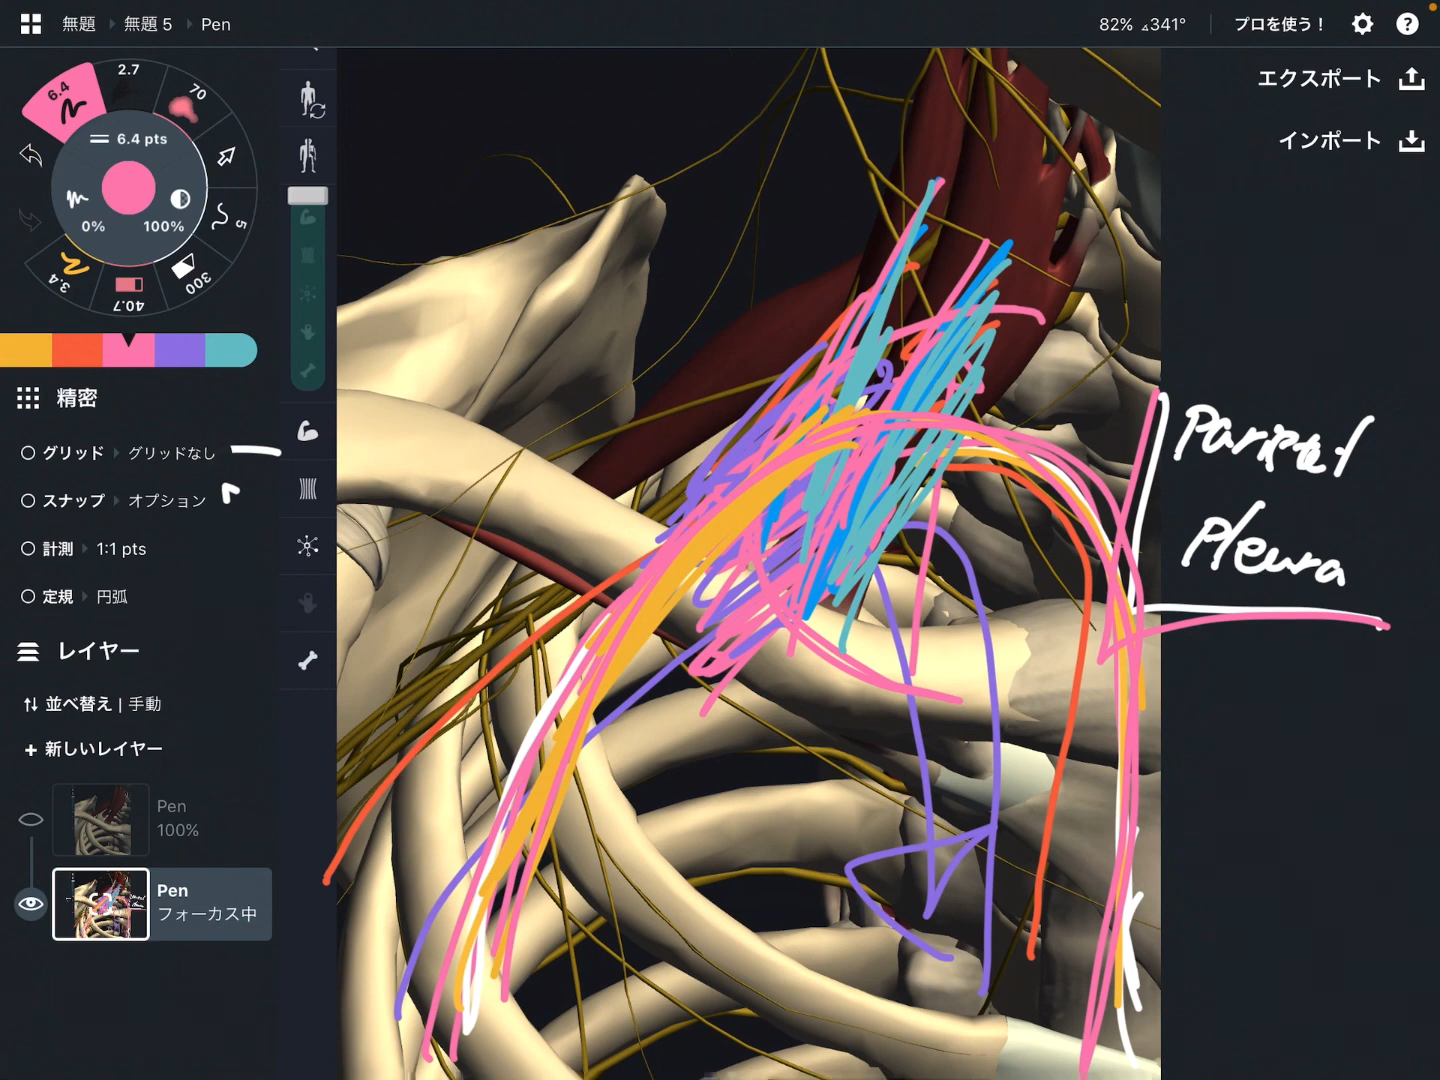 無題 無題 5 Pen
82% ⊿341° プロを使う！ ?
エクスポート
インポート
2.7
6.4
70
6.4 pts
5
0% 100%
3.4
40.7
300
精密
グリッド グリッドなし
スナップ オプション
計測 1:1 pts
定規 円弧
レイヤー
並べ替え | 手動
+ 新しいレイヤー
Pen
100%
Pen
フォーカス中
Parietal
Pleura